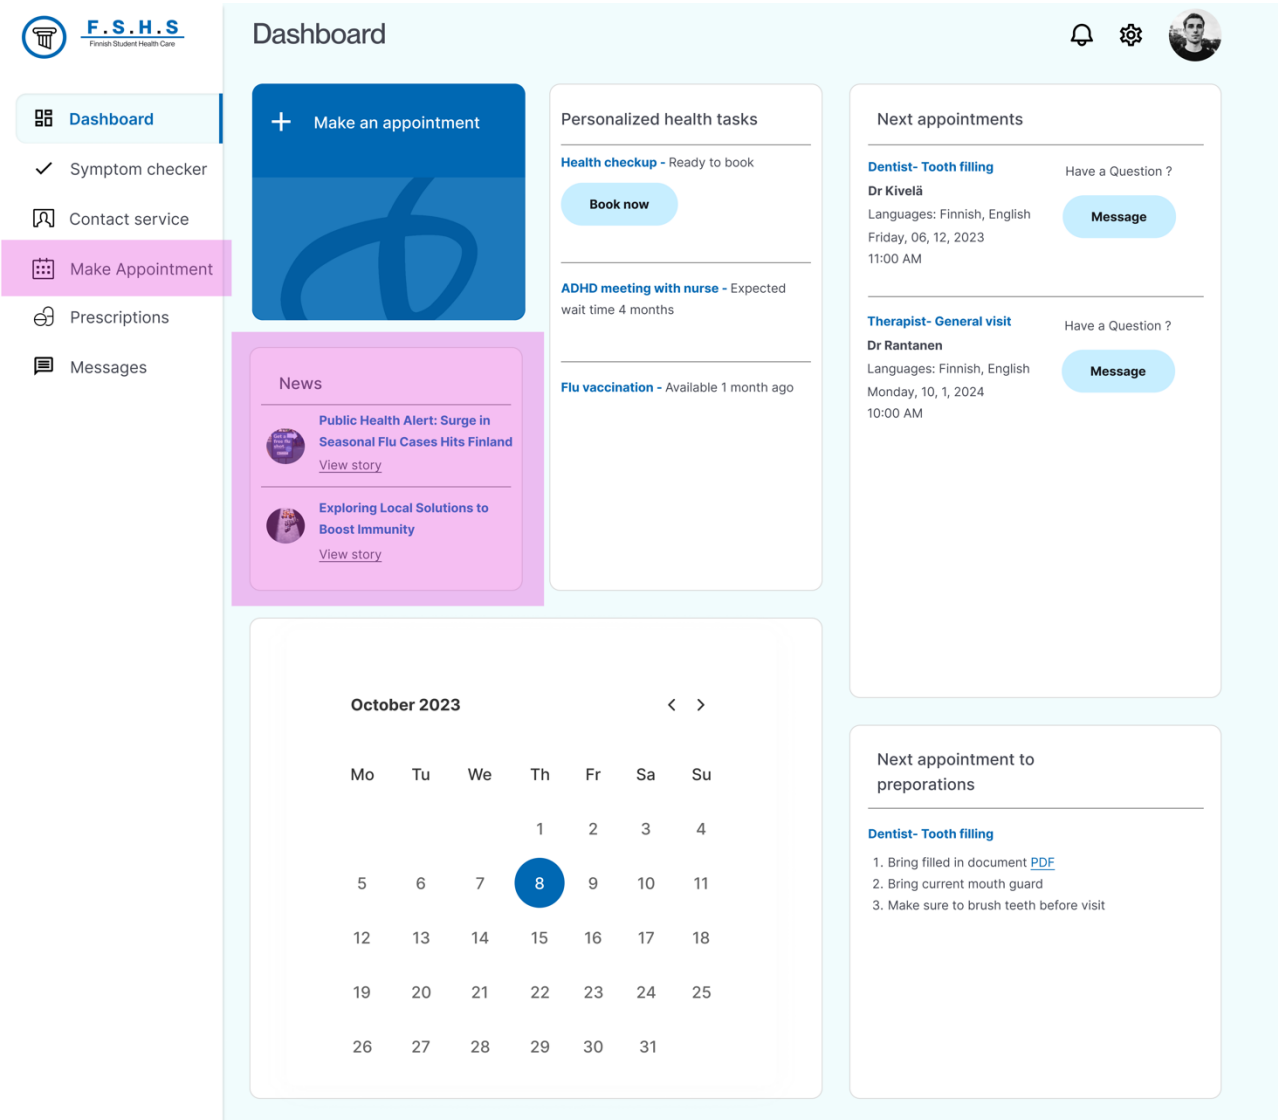 F.S.H.S
Finnish Student Health Care
Dashboard
Symptom checker
Contact service
Make Appointment
Prescriptions
Messages
Dashboard
Make an appointment
News
Public Health Alert: Surge in
Seasonal Flu Cases Hits Finland
View story
Exploring Local Solutions to
Boost Immunity
View story
Personalized health tasks
Health checkup - Ready to book
Book now
ADHD meeting with nurse - Expected
wait time 4 months
Flu vaccination - Available 1 month ago
Next appointments
Dentist- Tooth filling
Dr Kivelä
Languages: Finnish, English
Friday, 06, 12, 2023
11:00 AM
Have a Question ?
Message
Therapist- General visit
Dr Rantanen
Languages: Finnish, English
Monday, 10, 1, 2024
10:00 AM
Have a Question ?
Message
October 2023
Mo Tu We Th Fr Sa Su
1 2 3 4
5 6 7 8 9 10 11
12 13 14 15 16 17 18
19 20 21 22 23 24 25
26 27 28 29 30 31
Next appointment to
preporations
Dentist- Tooth filling
1. Bring filled in document PDF
2. Bring current mouth guard
3. Make sure to brush teeth before visit